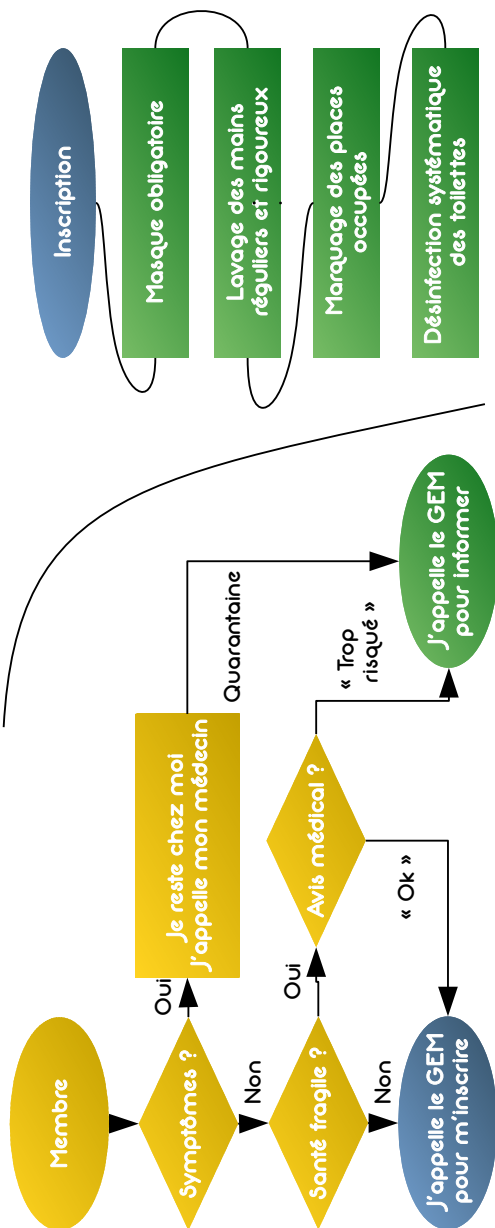 Membre
Symptômes ?
Oui
Je reste chez moi
J'appelle mon médecin
Quarantaine
Non
Santé fragile ?
Oui
Avis médical ?
« Trop
risqué »
« Ok »
Non
J'appelle le GEM
pour m'inscrire
J'appelle le GEM
pour informer
Inscription
Masque obligatoire
Lavage des mains
réguliers et rigoureux
Marquage des places
occupées
Désinfection systématique
des toilettes